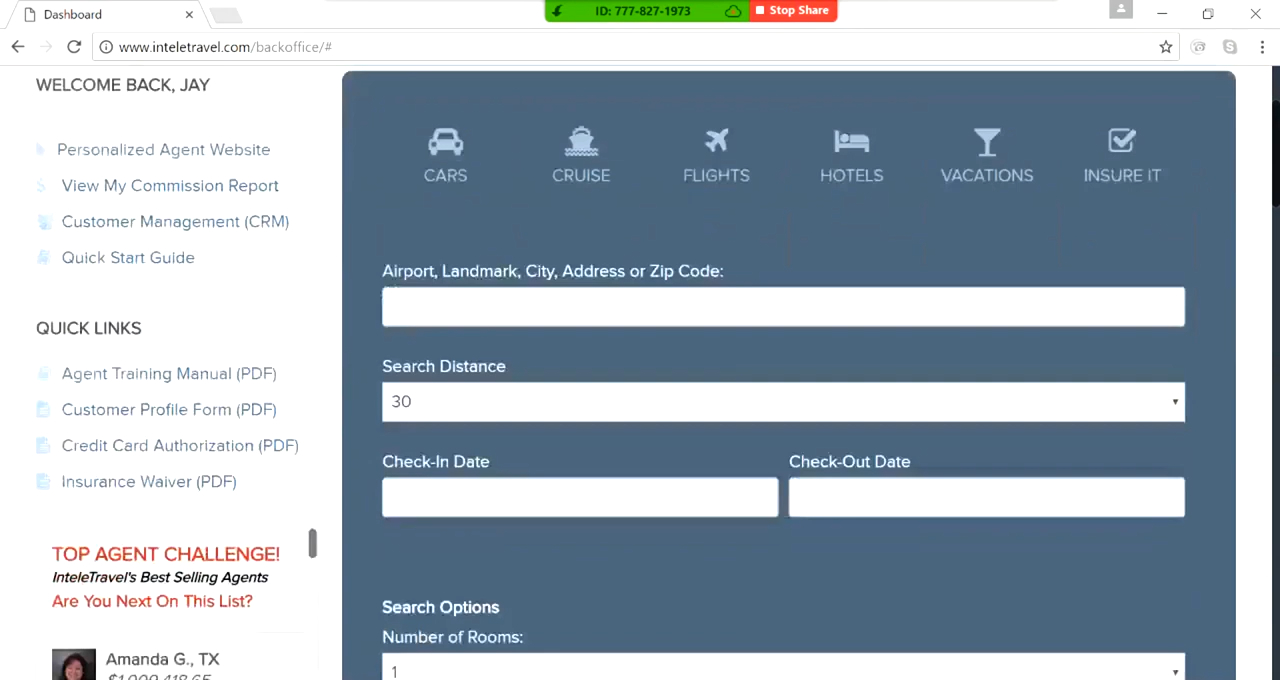 Dashboard
ID: 777-827-1973
Stop Share
www.inteletravel.com/backoffice/#
WELCOME BACK, JAY
Personalized Agent Website
View My Commission Report
Customer Management (CRM)
Quick Start Guide
QUICK LINKS
Agent Training Manual (PDF)
Customer Profile Form (PDF)
Credit Card Authorization (PDF)
Insurance Waiver (PDF)
TOP AGENT CHALLENGE!
InteleTravel's Best Selling Agents
Are You Next On This List?
Amanda G., TX
CARS
CRUISE
FLIGHTS
HOTELS
VACATIONS
INSURE IT
Airport, Landmark, City, Address or Zip Code:
Search Distance
30
Check-In Date
Check-Out Date
Search Options
Number of Rooms:
1